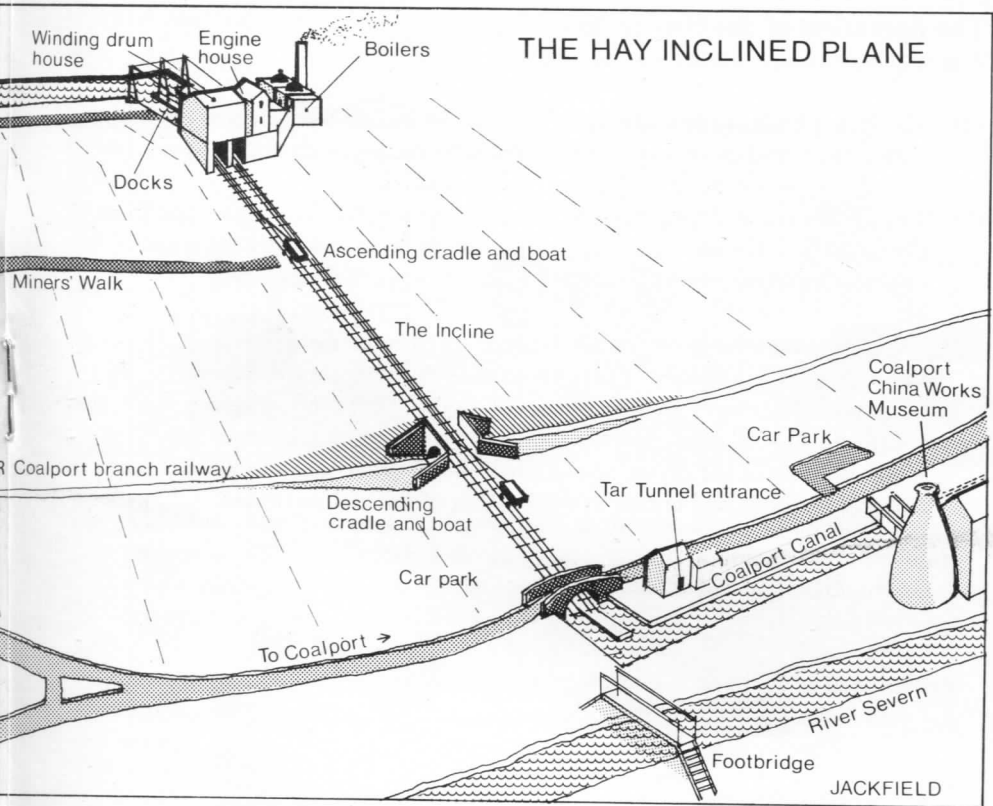 THE HAY INCLINED PLANE
Winding drum
house
Engine
house
Boilers
Docks
Ascending cradle and boat
Miners' Walk
The Incline
Coalport
China Works
Museum
Car Park
R Coalport branch railway
Tar Tunnel entrance
Descending
cradle and boat
Coalport Canal
Car park
To Coalport →
River Severn
Footbridge
JACKFIELD